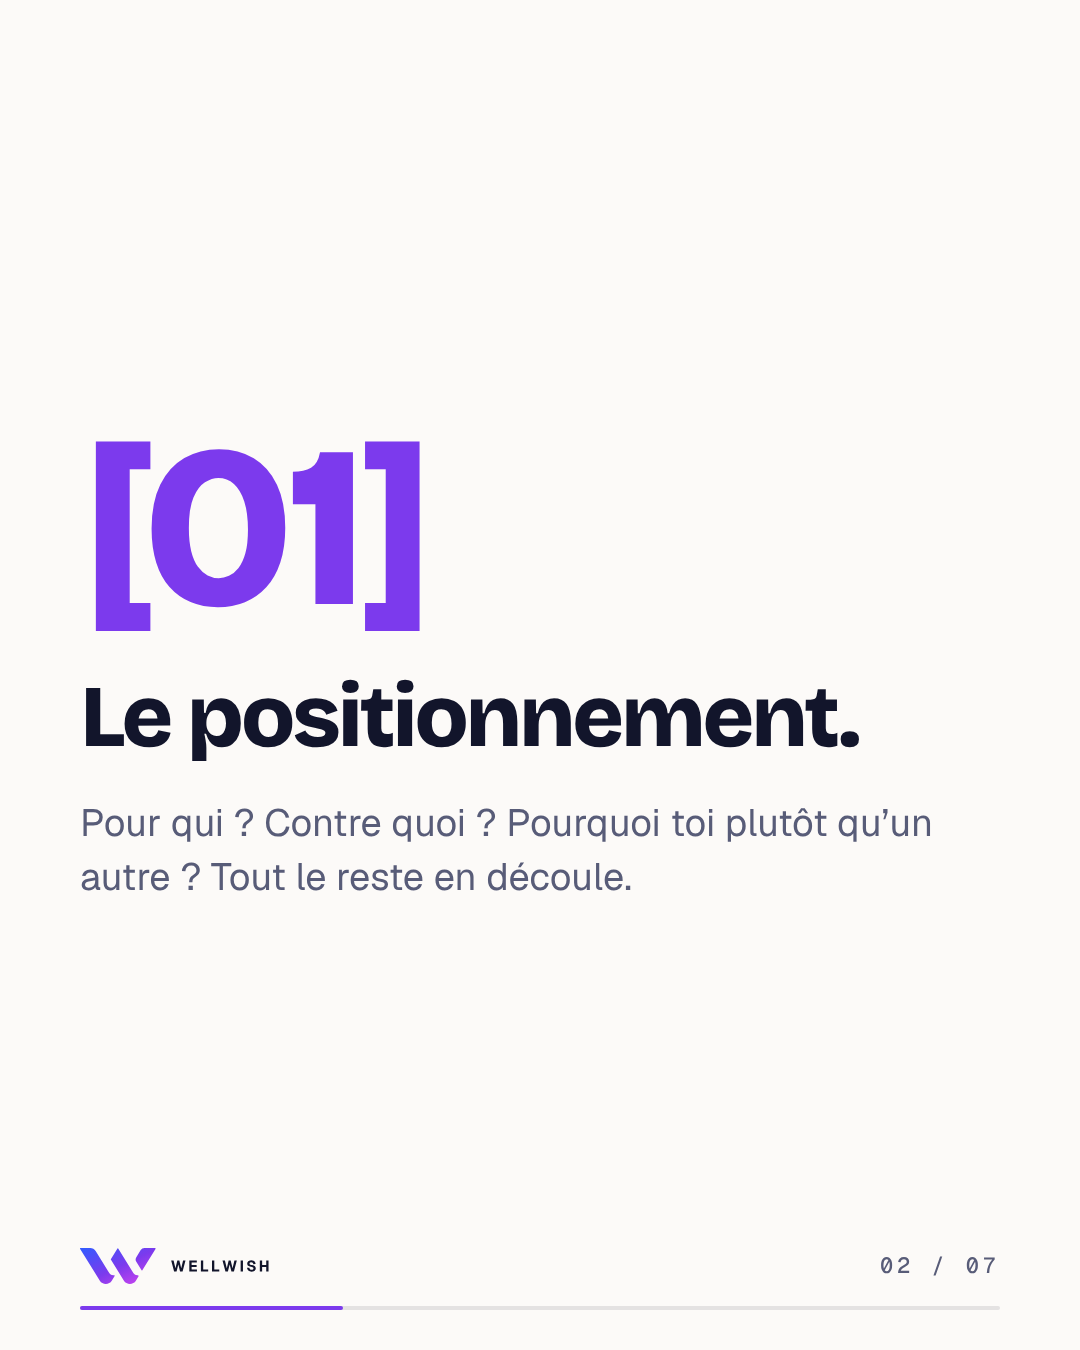 [01]
Le positionnement.
Pour qui ? Contre quoi ? Pourquoi toi plutôt qu’un
autre ? Tout le reste en découle.
WELLWISH
02 / 07